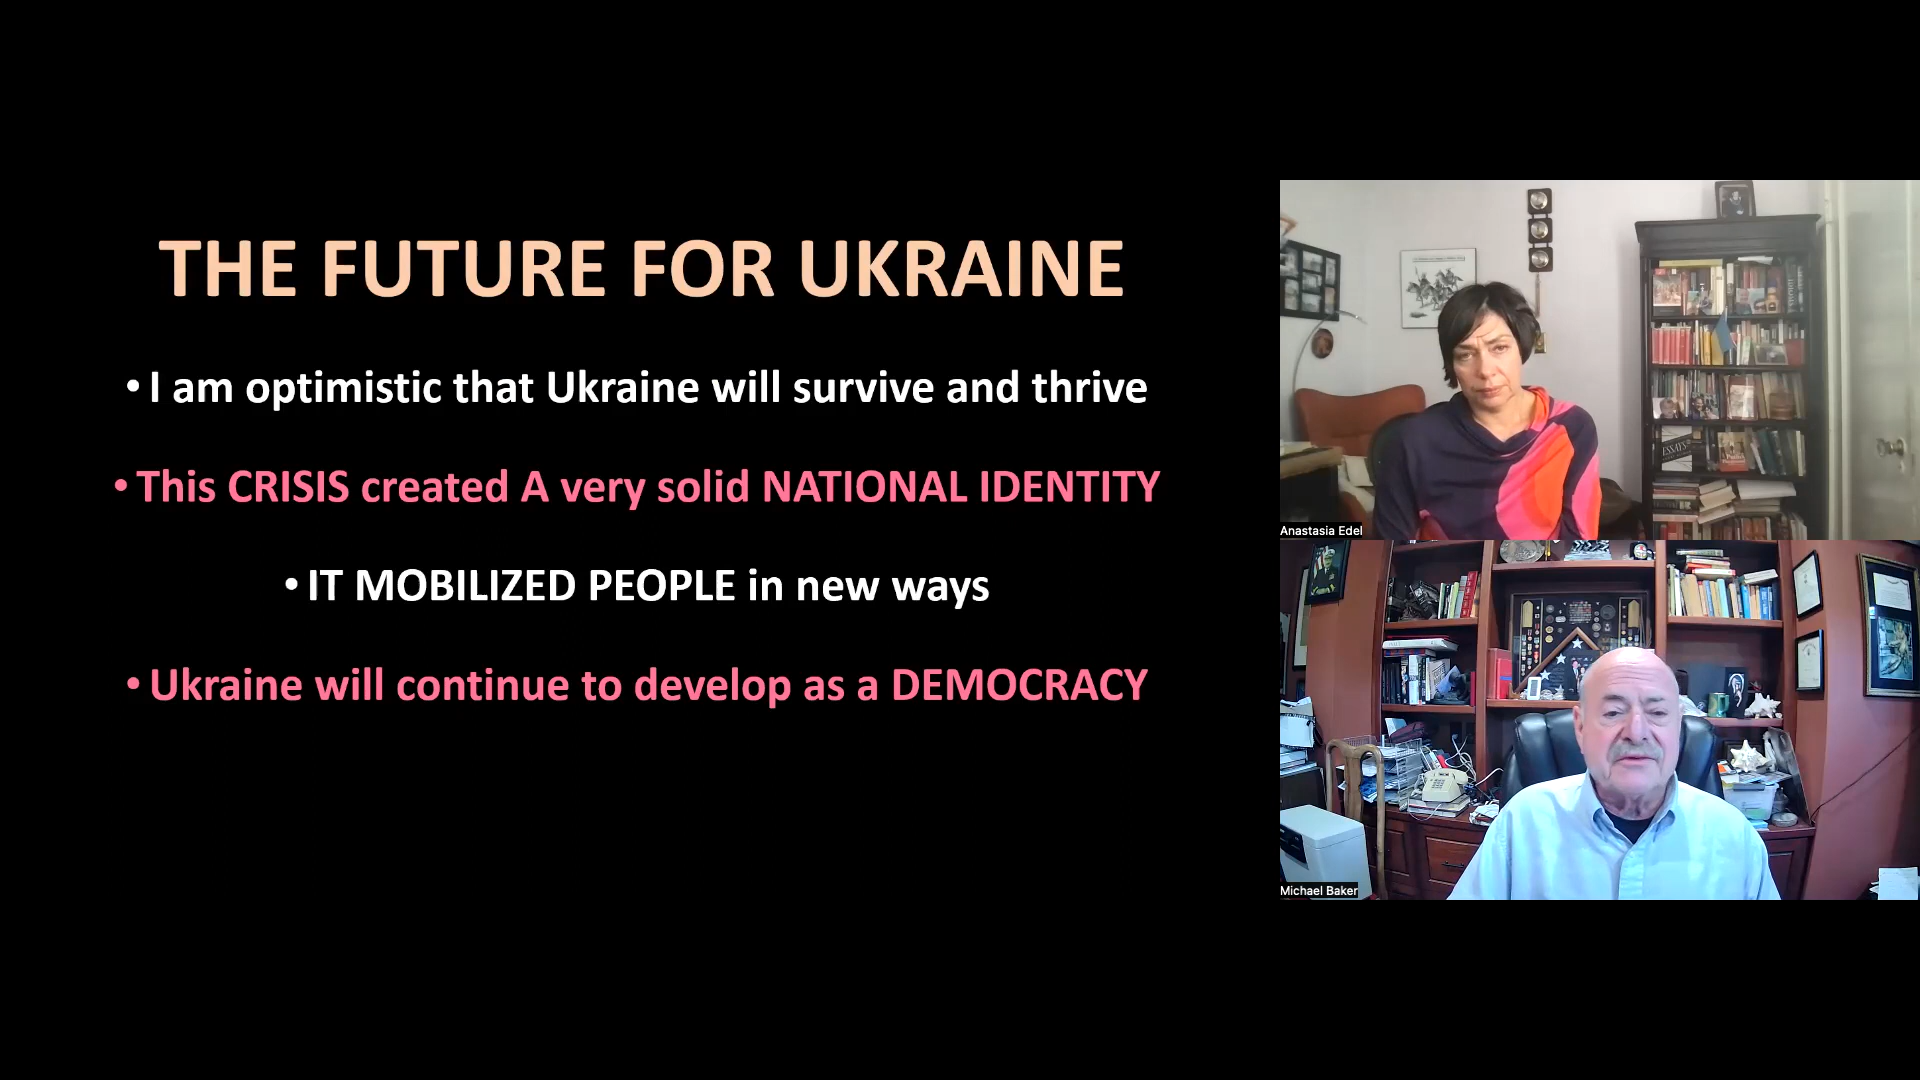 THE FUTURE FOR UKRAINE
• I am optimistic that Ukraine will survive and thrive
• This CRISIS created A very solid NATIONAL IDENTITY
• IT MOBILIZED PEOPLE in new ways
• Ukraine will continue to develop as a DEMOCRACY
ESSAYS
Anastasia Edel
Michael Baker